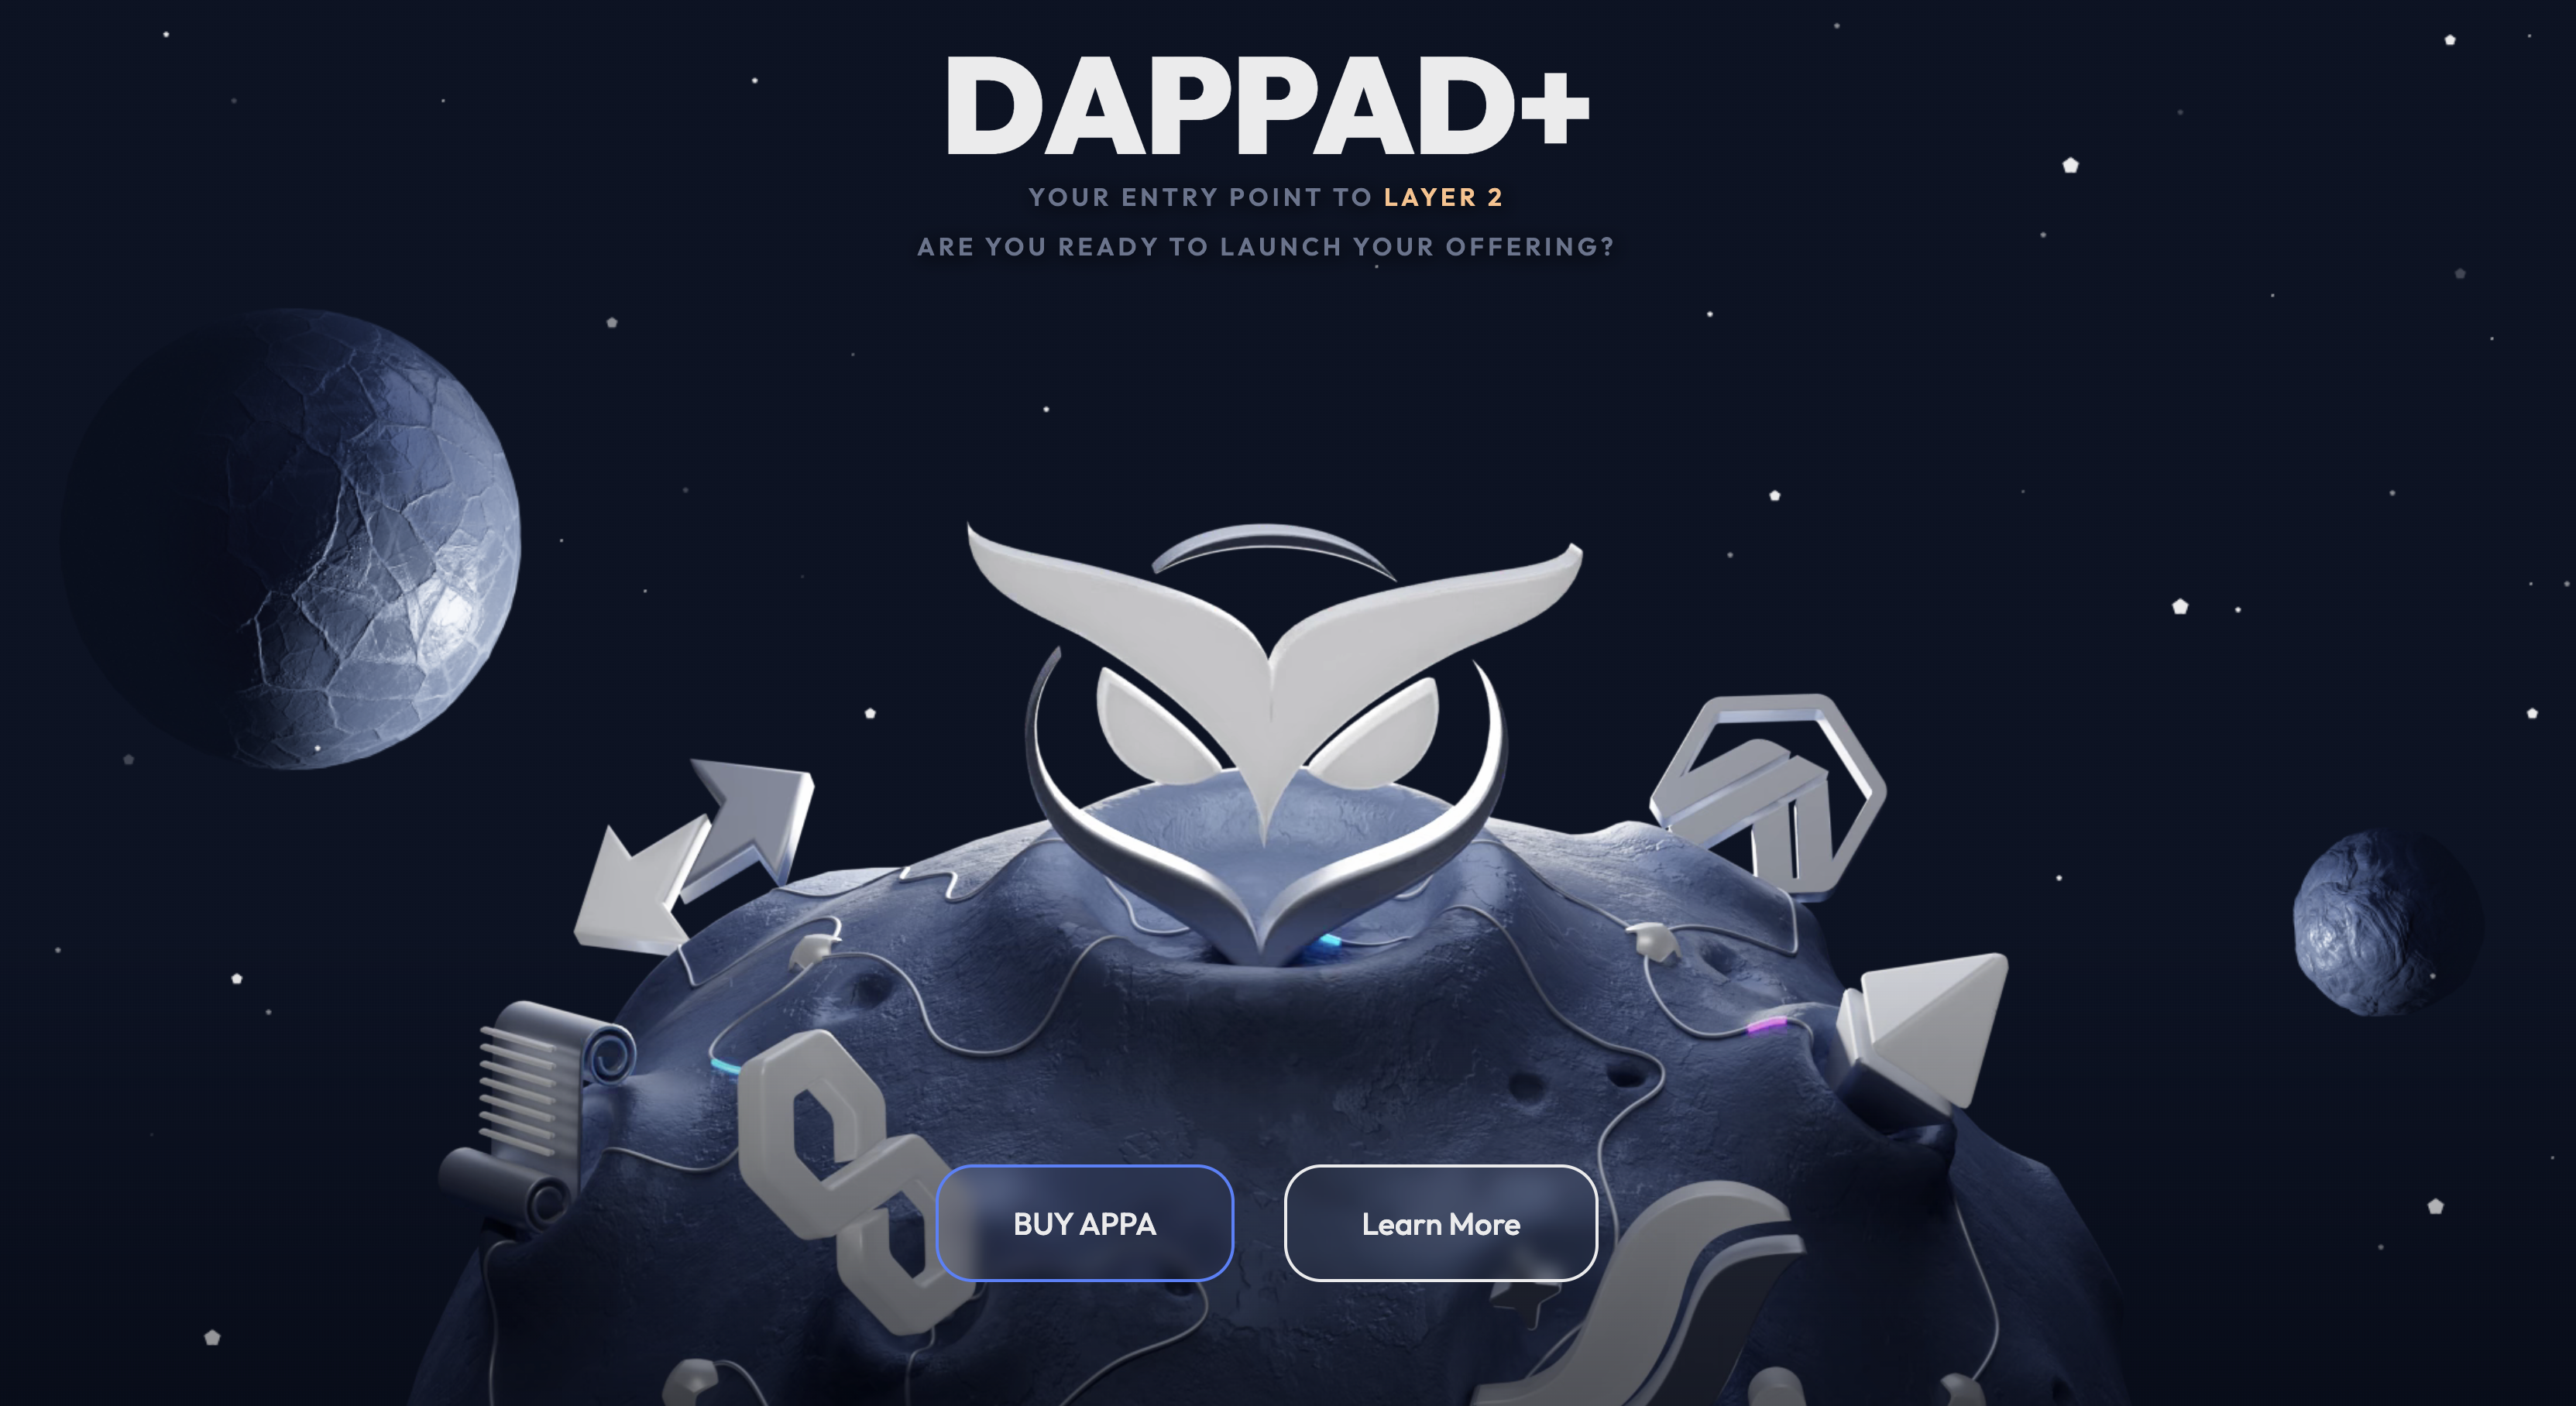 DAPPAD+
YOUR ENTRY POINT TO LAYER 2
ARE YOU READY TO LAUNCH YOUR OFFERING?
BUY APPA
Learn More